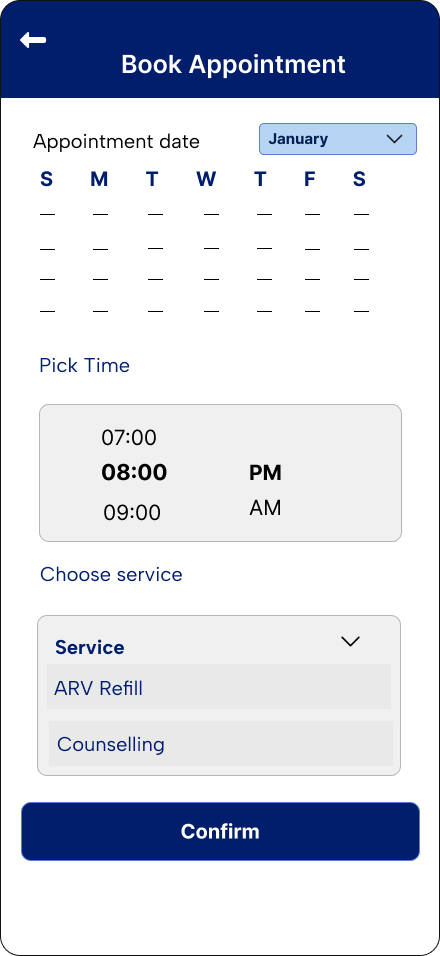 Book Appointment
Appointment date January
S M T W T F S
Pick Time
07:00
08:00 PM
09:00 AM
Choose service
Service
ARV Refill
Counselling
Confirm